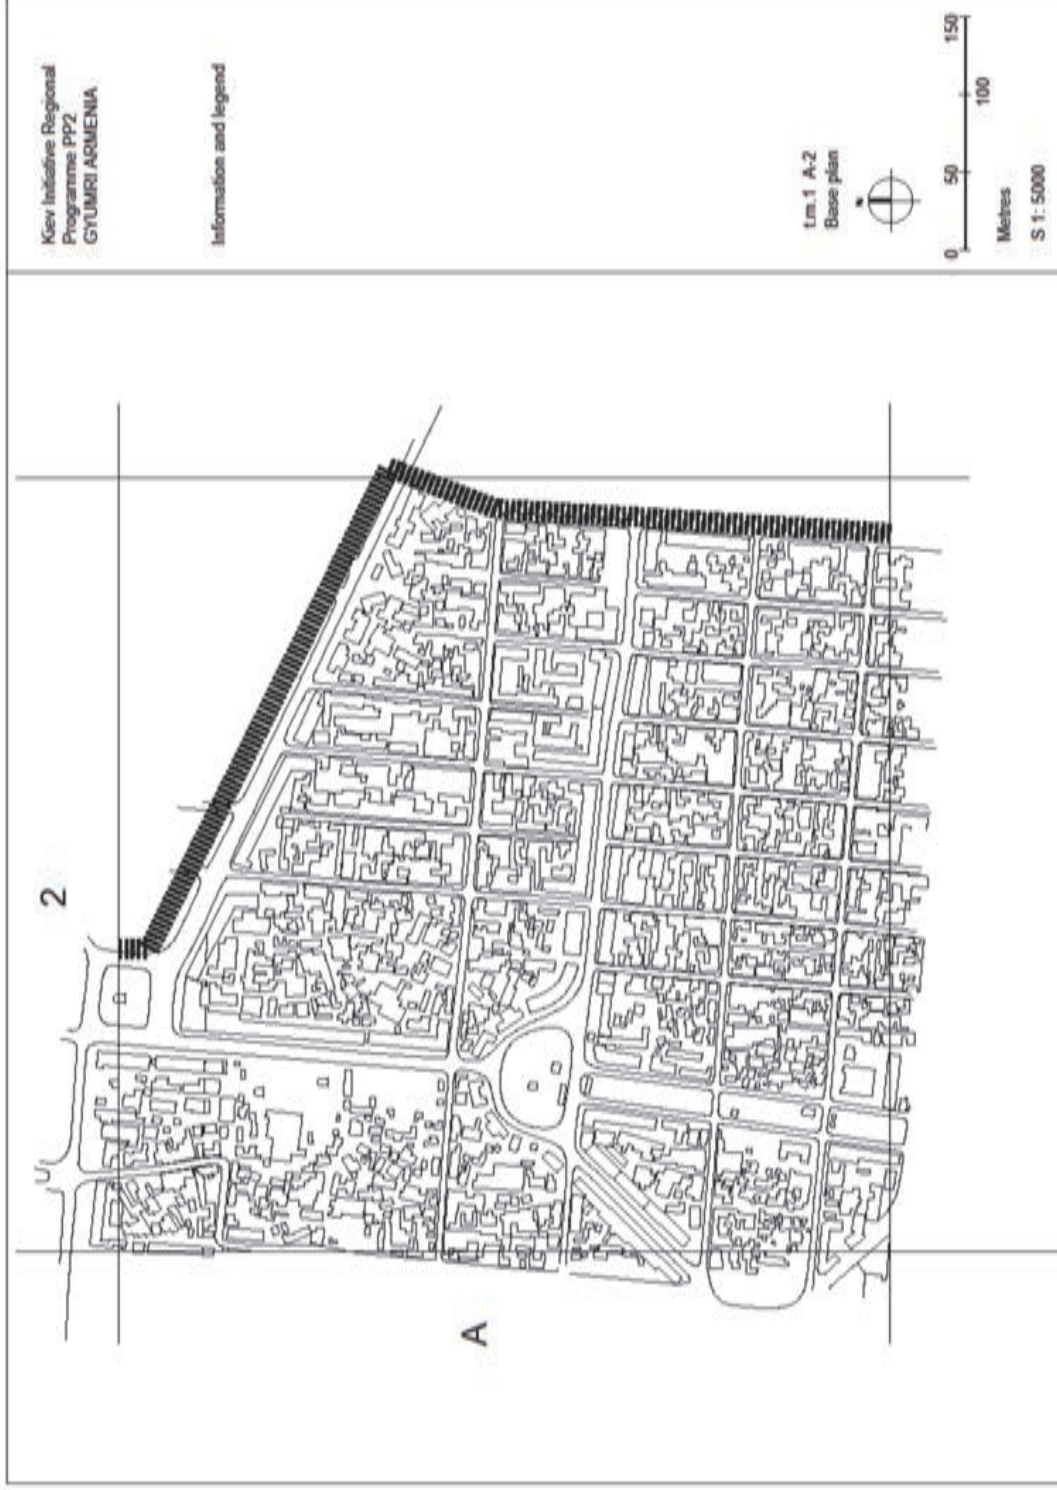 Kiev Initiative Regional
Programme PP2
GYUMRI ARMENIA
Information and legend
2
A
t.m.1 A-2
Base plan
N
0 50 100 150
Metres
S 1: 5000